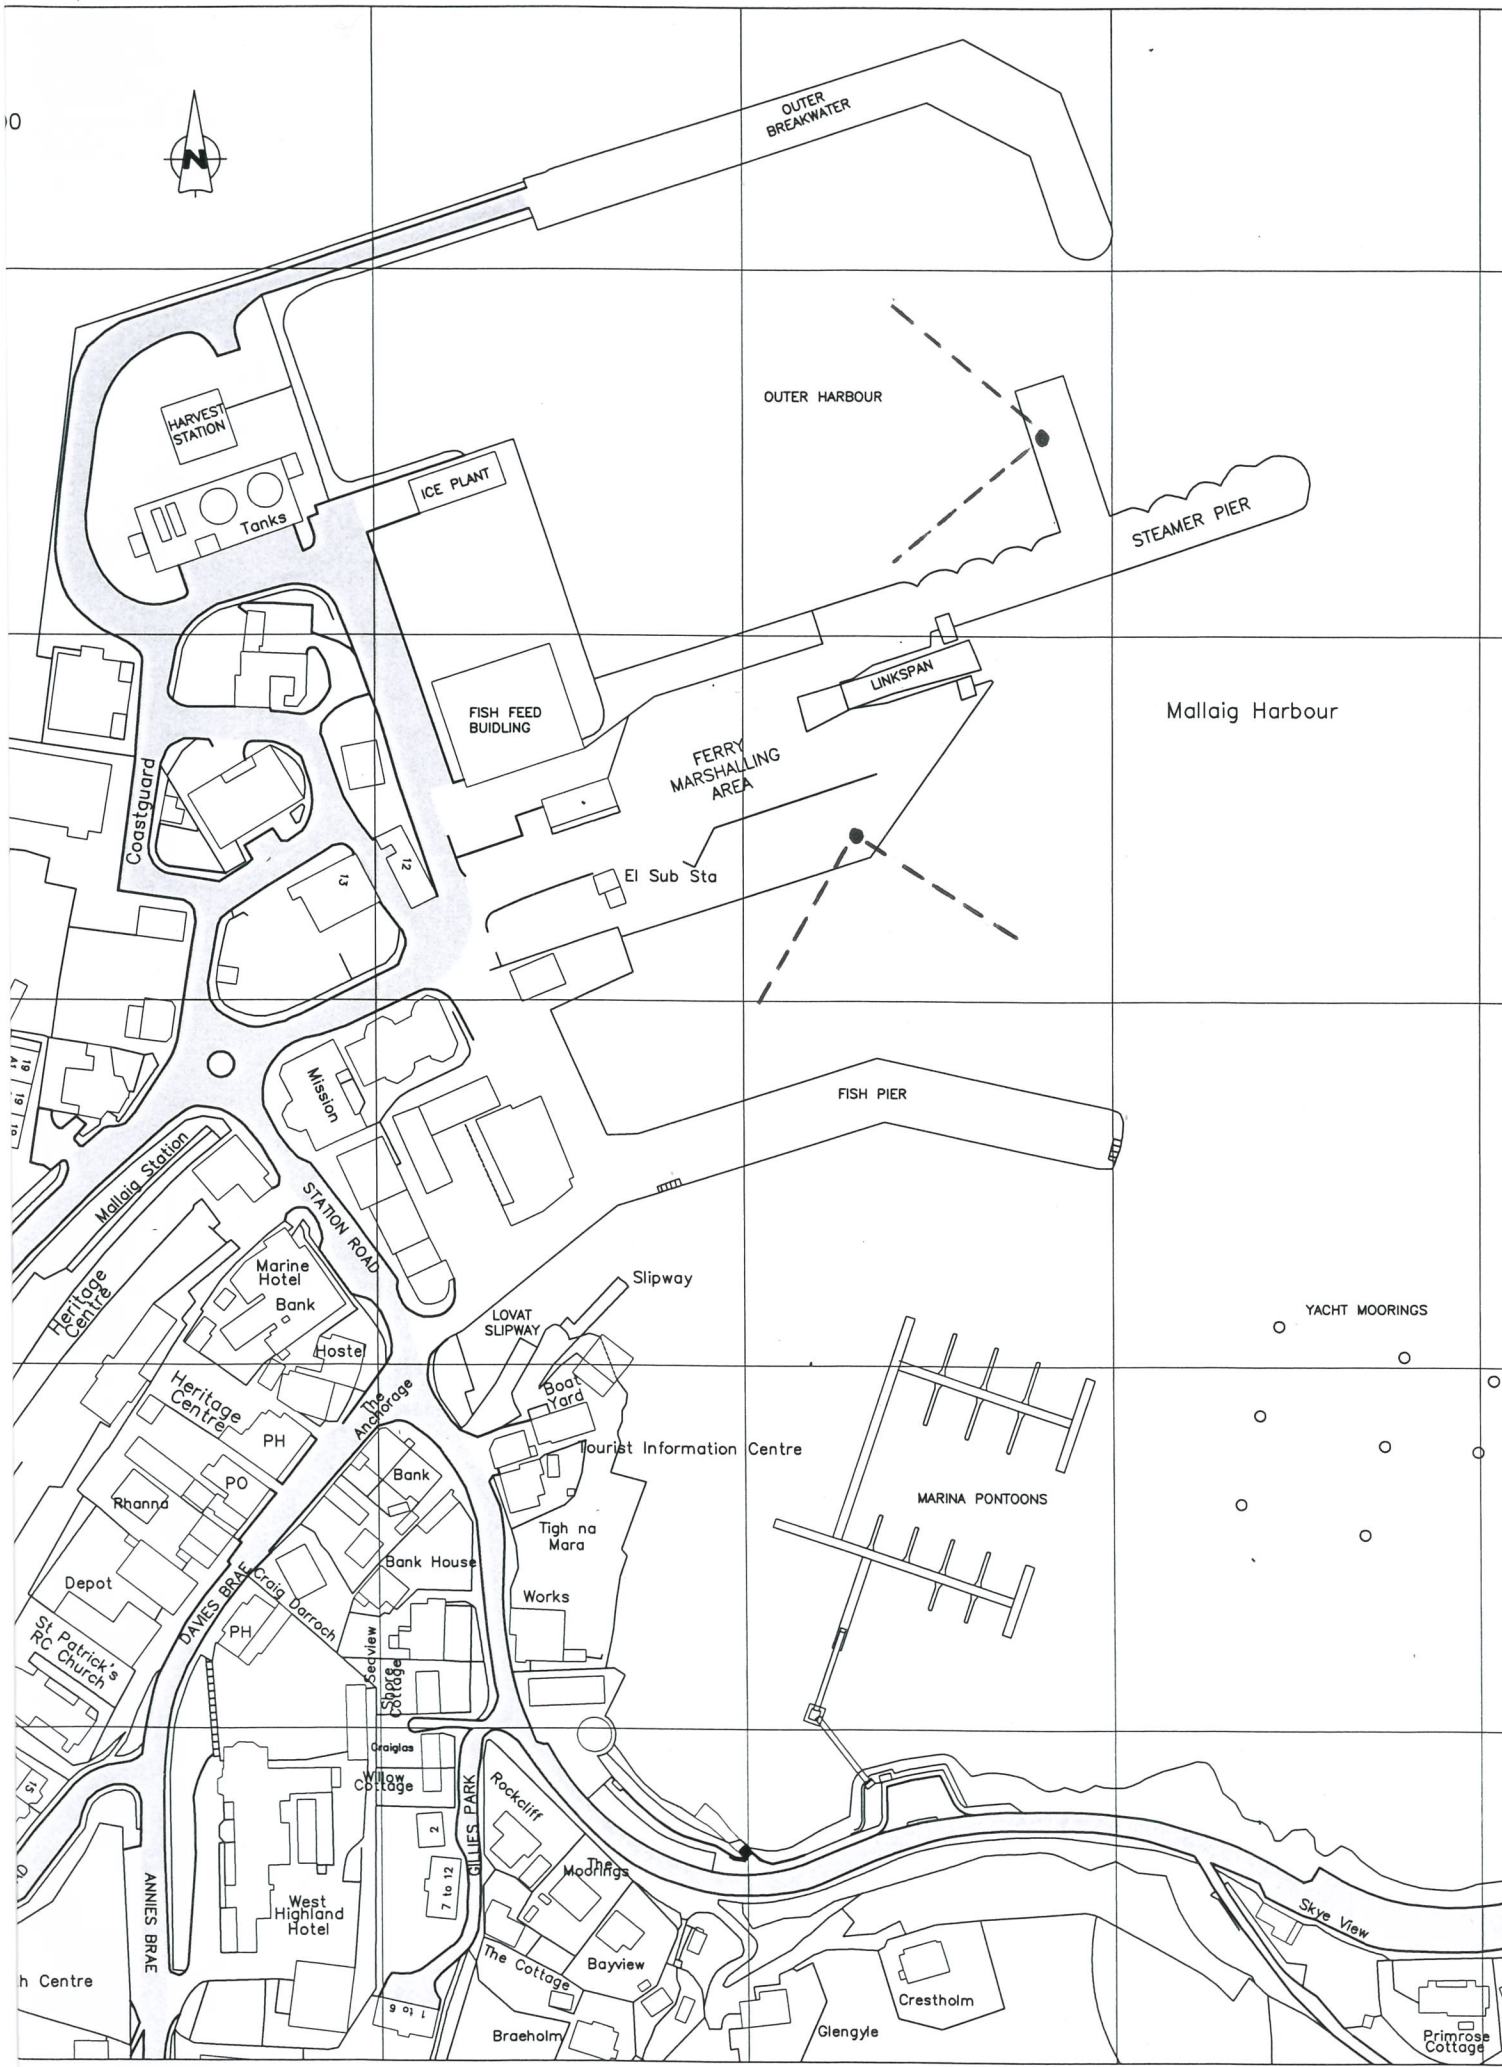 OUTER
BREAKWATER
00
N
HARVEST
STATION
OUTER HARBOUR
ICE PLANT
Tanks
STEAMER PIER
LINKSPAN
FISH FEED
BUIDLING
Mallaig Harbour
FERRY
MARSHALLING
AREA
Coastguard
12
13
El Sub Sta
19
A1
19
Mission
FISH PIER
Mallaig Station
STATION ROAD
Marine
Hotel
Bank
Heritage
Centre
Slipway
LOVAT
SLIPWAY
YACHT MOORINGS
Hostel
Heritage
Centre
The
Anchorage
Boat
Yard
PH
Tourist Information Centre
Bank
PO
Rhanna
MARINA PONTOONS
Tigh na
Mara
Bank House
Depot
DAVIES BRAE
Craig Darroch
Works
St Patrick's
RC Church
PH
Seaview
Shore
Cottage
Craiglas
Willow
Cottage
15
GILLIES PARK
Rockcliff
2
The
Moorings
7 to 12
ANNIES BRAE
West
Highland
Hotel
Skye View
The Cottage
Bayview
h Centre
Crestholm
1 to 6
Braeholm
Glengyle
Primrose
Cottage